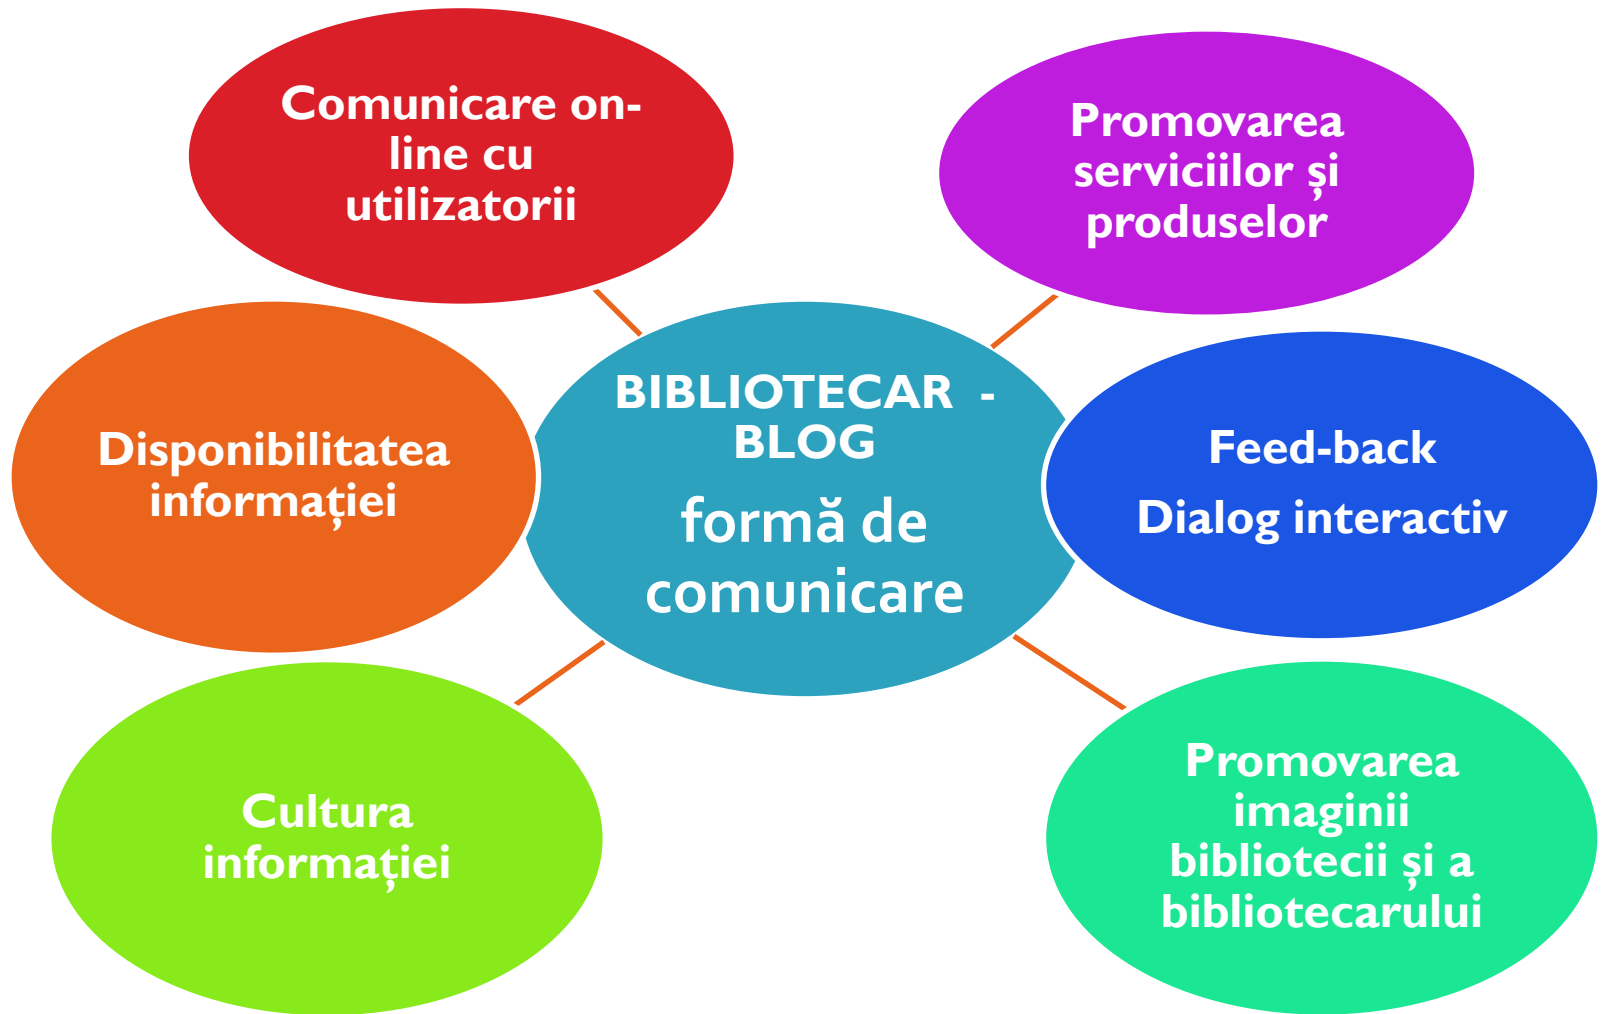 Comunicare on-
line cu
utilizatorii
Promovarea
serviciilor și
produselor
BIBLIOTECAR -
BLOG
formă de
comunicare
Disponibilitatea
informației
Feed-back
Dialog interactiv
Cultura
informației
Promovarea
imaginii
bibliotecii și a
bibliotecarului